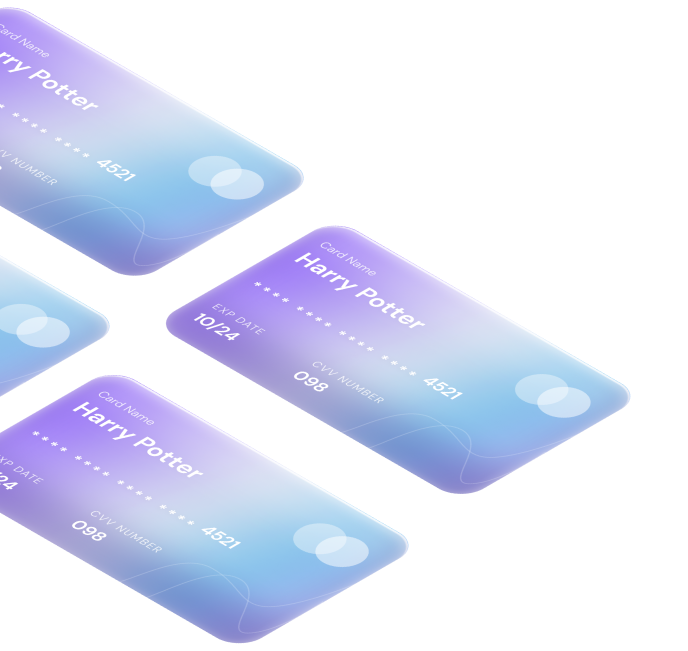 Card Name
rry Potter
**** **** 4521
VV NUMBER
Card Name
Harry Potter
**** **** **** **** 4521
EXP DATE
CVV NUMBER
10/24
098
Card Name
Harry Potter
**** **** **** **** 4521
XP DATE
CVV NUMBER
/24
098